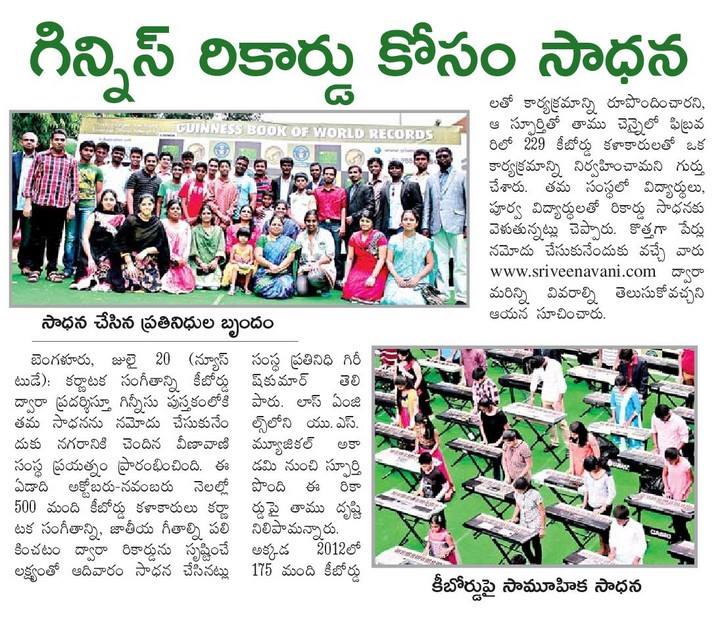 గిన్నిస్ రికార్డు కోసం సాధన
GUINNESS BOOK OF WORLD RECORDS
సాధన చేసిన ప్రతినిధుల బృందం
బెంగళూరు, జులై 20 (న్యూస్
టుడే): కర్ణాటక సంగీతాన్ని కీబోర్డు
ద్వారా ప్రదర్శిస్తూ గిన్నీసు పుస్తకంలోకి
తమ సాధనను నమోదు చేసుకునేం
దుకు నగరానికి చెందిన వీణావాణి
సంస్థ ప్రయత్నం ప్రారంభించింది. ఈ
ఏడాది అక్టోబరు-నవంబరు నెలల్లో
500 మంది కీబోర్డు కళాకారులు కర్ణా
టక సంగీతాన్ని, జాతీయ గీతాల్ని పలి
కించటం ద్వారా రికార్డును సృష్టించే
లక్ష్యంతో ఆదివారం సాధన చేసినట్లు
సంస్థ ప్రతినిధి గిరీ
ష్‌కుమార్ తెలి
పారు. లాస్ ఏంజి
ల్స్‌లోని యు.ఎస్.
మ్యూజికల్ అకా
డమి నుంచి స్ఫూర్తి
పొంది ఈ రికా
ర్డుపై తాము దృష్టి
నిలిపామన్నారు.
అక్కడ 2012లో
175 మంది కీబోర్డు
లతో కార్యక్రమాన్ని రూపొందించారని,
ఆ స్ఫూర్తితో తాము చెన్నైలో ఫిబ్రవ
రిలో 229 కీబోర్డు కళాకారులతో ఒక
కార్యక్రమాన్ని నిర్వహించామని గుర్తు
చేశారు. తమ సంస్థలో విద్యార్థులు,
పూర్వ విద్యార్థులతో రికార్డు సాధనకు
వెళుతున్నట్లు చెప్పారు. కొత్తగా పేర్లు
నమోదు చేసుకునేందుకు వచ్చే వారు
www.sriveenavani.com ద్వారా
మరిన్ని వివరాల్ని తెలుసుకోవచ్చని
ఆయన సూచించారు.
CASIO
కీబోర్డుపై సామూహిక సాధన